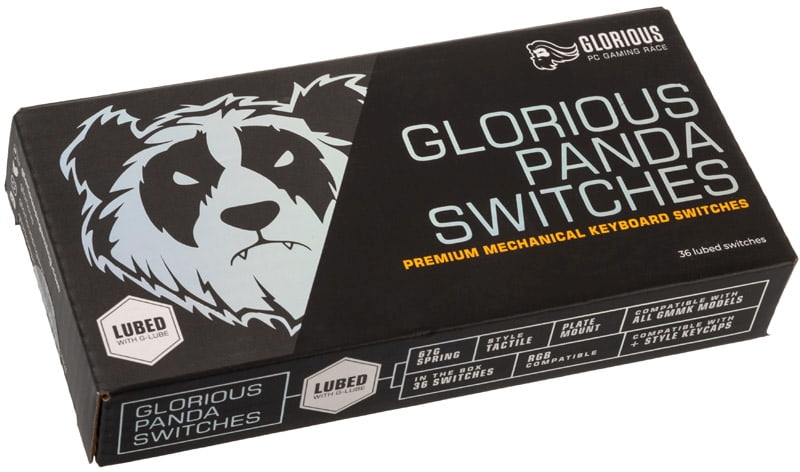 GLORIOUS
PC GAMING RACE
GLORIOUS
PANDA
SWITCHES
PREMIUM MECHANICAL KEYBOARD SWITCHES
36 lubed switches
LUBED
WITH G-LUBE
GLORIOUS
PANDA
SWITCHES
LUBED
WITH G-LUBE
67G
SPRING
STYLE
TACTILE
PLATE
MOUNT
COMPATIBLE WITH
ALL GMMK MODELS
IN THE BOX
36 SWITCHES
RGB
COMPATIBLE
COMPATIBLE WITH
+ STYLE KEYCAPS